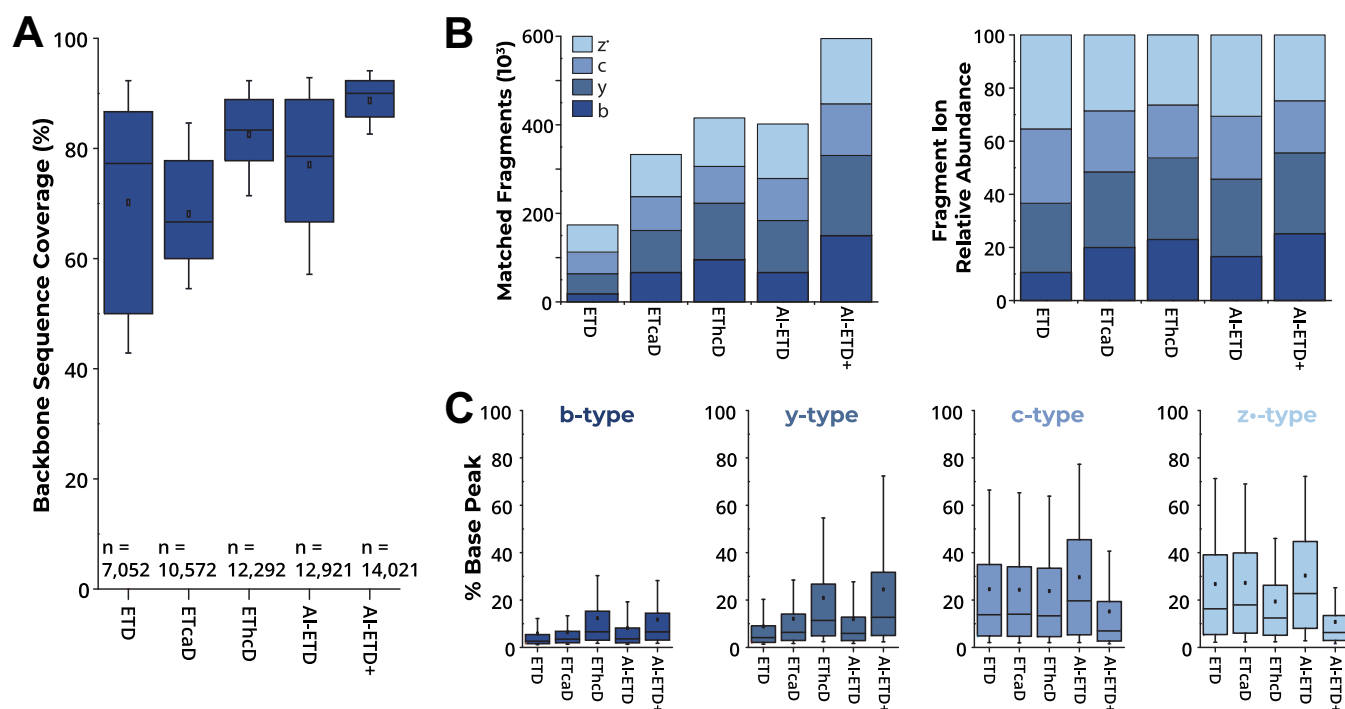 A
Backbone Sequence Coverage (%)
100
80
60
40
20
0
n =
7,052
n =
10,572
n =
12,292
n =
12,921
n =
14,021
ETD
ETcaD
EThcD
AI-ETD
AI-ETD+
B
Matched Fragments (10³)
600
400
200
0
z•
c
y
b
ETD
ETcaD
EThcD
AI-ETD
AI-ETD+
Fragment Ion
Relative Abundance
100
80
60
40
20
0
ETD
ETcaD
EThcD
AI-ETD
AI-ETD+
C
% Base Peak
b-type
100
80
60
40
20
0
ETD
ETcaD
EThcD
AI-ETD
AI-ETD+
y-type
100
80
60
40
20
0
ETD
ETcaD
EThcD
AI-ETD
AI-ETD+
c-type
100
80
60
40
20
0
ETD
ETcaD
EThcD
AI-ETD
AI-ETD+
z•-type
100
80
60
40
20
0
ETD
ETcaD
EThcD
AI-ETD
AI-ETD+